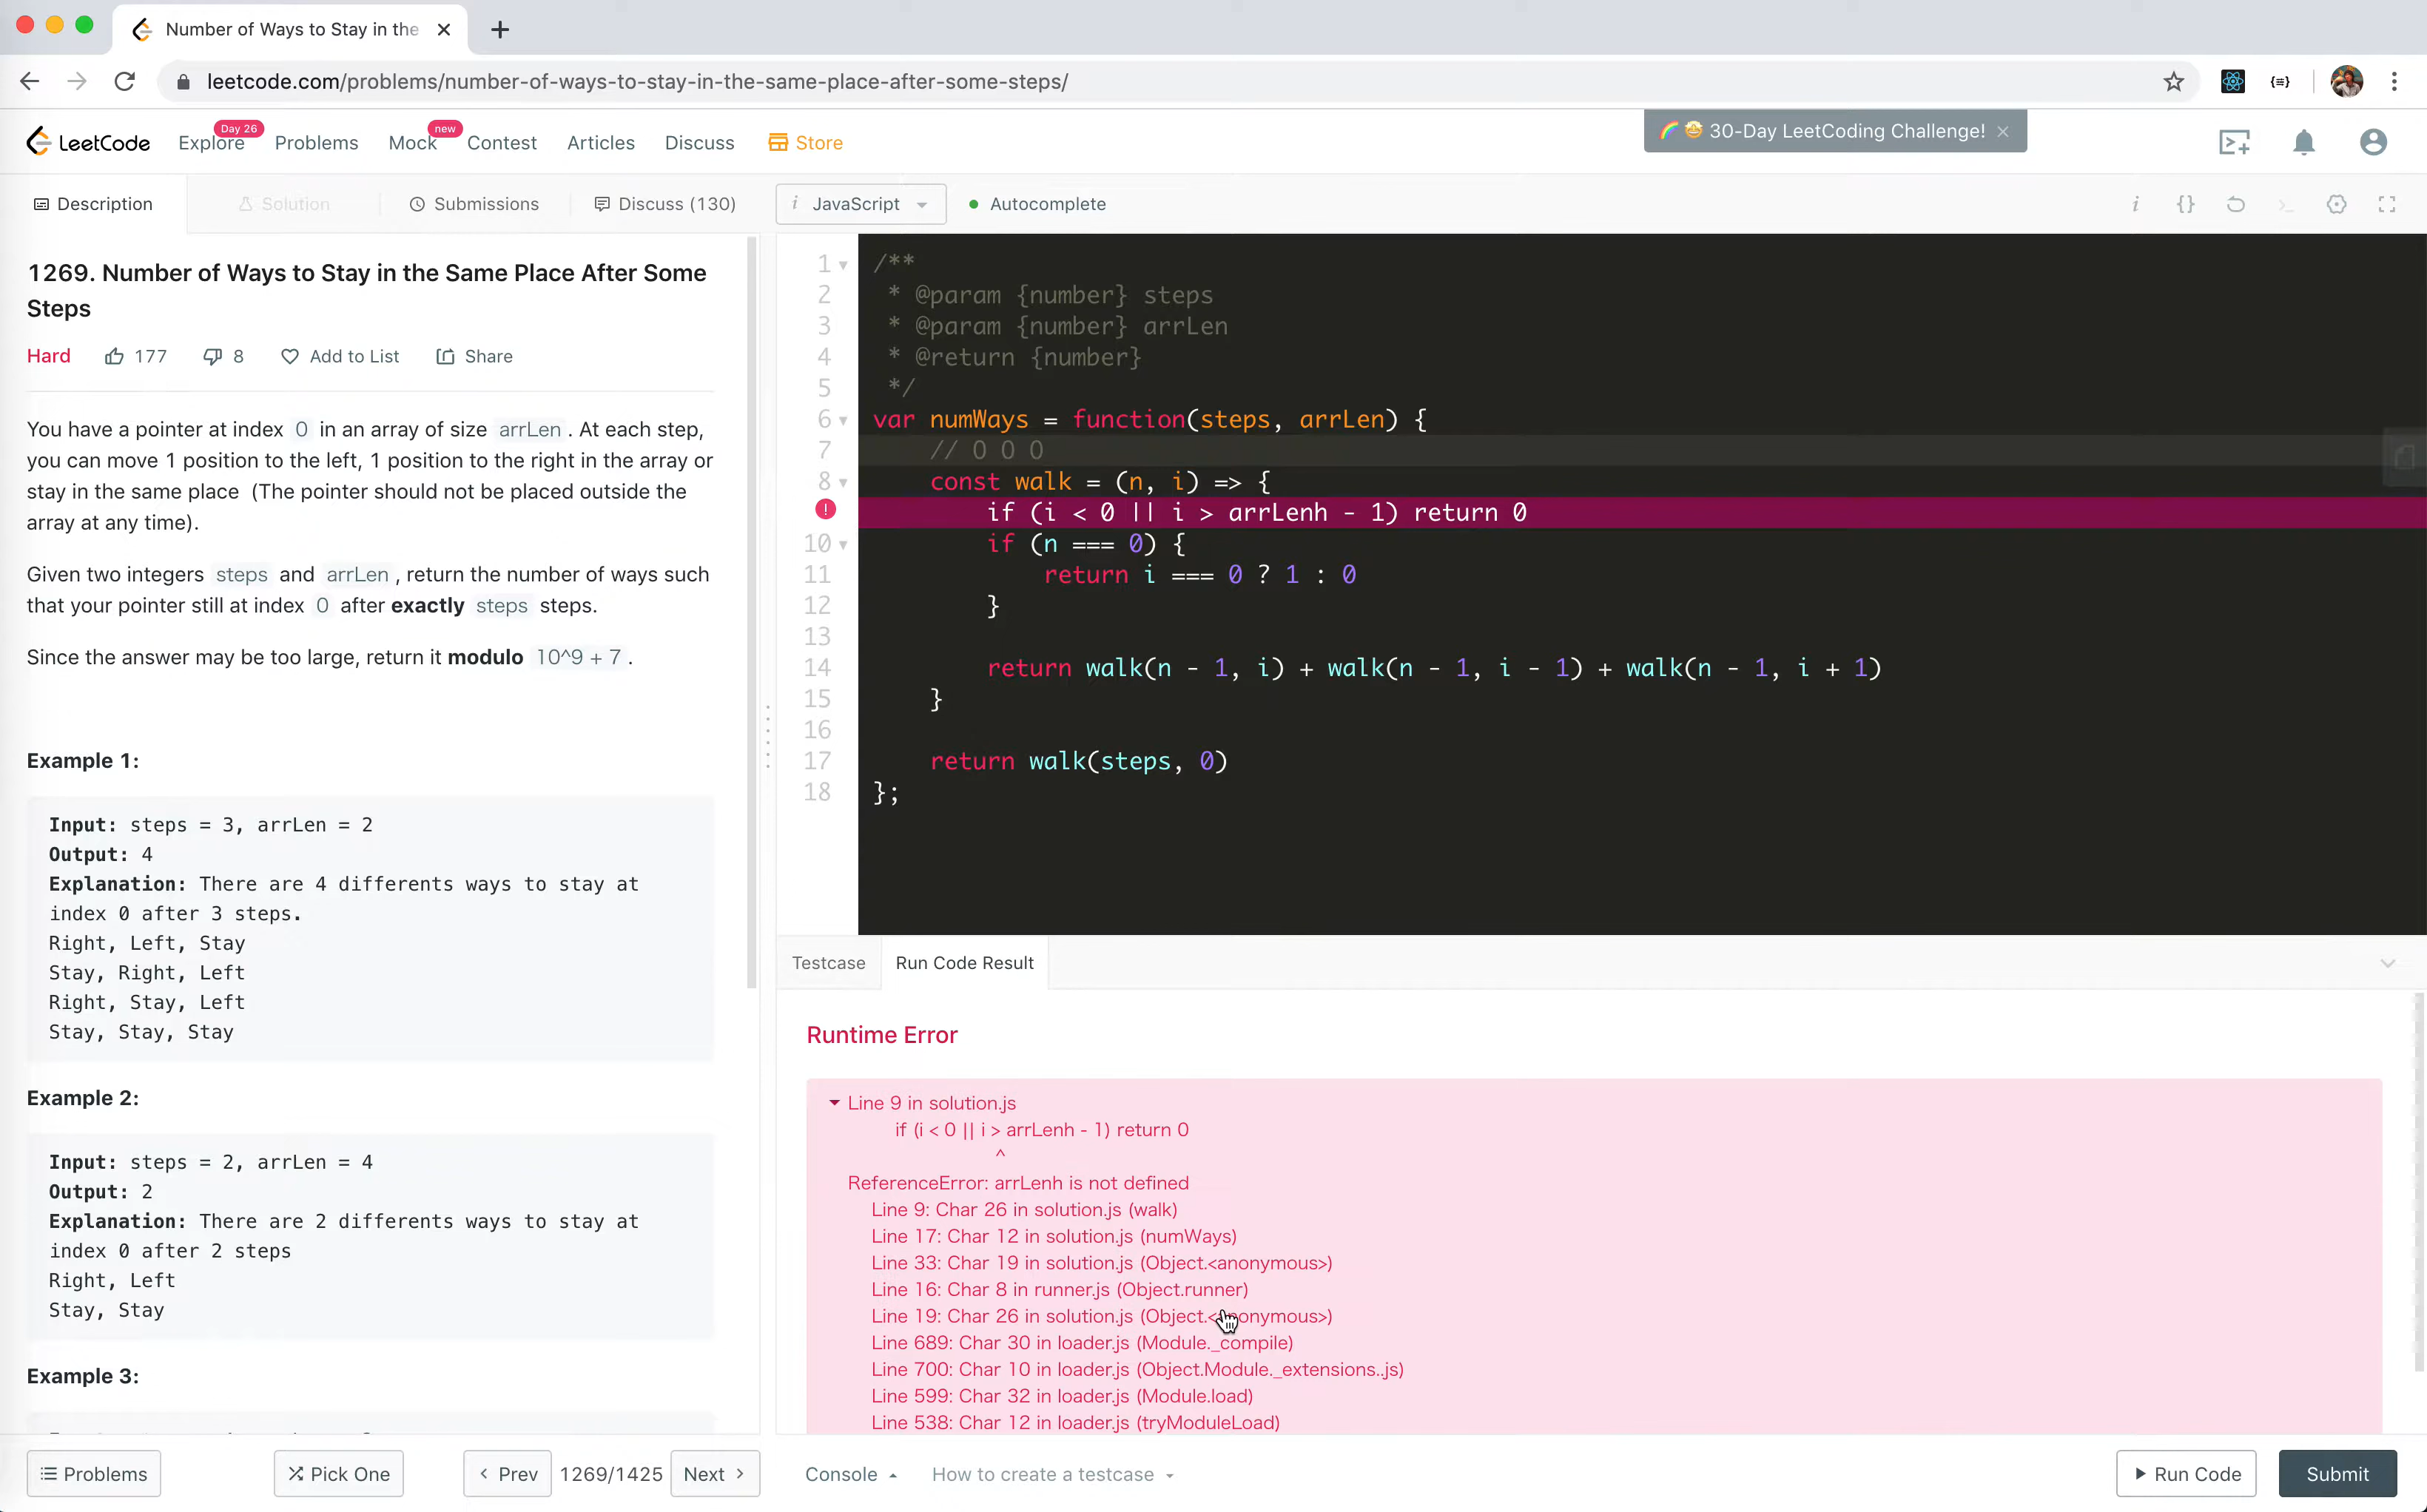 Number of Ways to Stay in the
leetcode.com/problems/number-of-ways-to-stay-in-the-same-place-after-some-steps/
LeetCode
Explore
Day 26
Problems
Mock
new
Contest
Articles
Discuss
Store
30-Day LeetCoding Challenge!
Description
Solution
Submissions
Discuss (130)
i JavaScript
Autocomplete
1269. Number of Ways to Stay in the Same Place After Some
Steps
Hard 177 8 Add to List Share
You have a pointer at index 0 in an array of size arrLen. At each step,
you can move 1 position to the left, 1 position to the right in the array or
stay in the same place (The pointer should not be placed outside the
array at any time).
Given two integers steps and arrLen, return the number of ways such
that your pointer still at index 0 after exactly steps steps.
Since the answer may be too large, return it modulo 10^9 + 7.
Example 1:
Input: steps = 3, arrLen = 2
Output: 4
Explanation: There are 4 differents ways to stay at
index 0 after 3 steps.
Right, Left, Stay
Stay, Right, Left
Right, Stay, Left
Stay, Stay, Stay
Example 2:
Input: steps = 2, arrLen = 4
Output: 2
Explanation: There are 2 differents ways to stay at
index 0 after 2 steps
Right, Left
Stay, Stay
Example 3:
1 /**
2 * @param {number} steps
3 * @param {number} arrLen
4 * @return {number}
5 */
6 var numWays = function(steps, arrLen) {
7 // O O O
8 const walk = (n, i) => {
if (i < 0 || i > arrLenh - 1) return 0
10 if (n === 0) {
11 return i === 0 ? 1 : 0
12 }
13
14 return walk(n - 1, i) + walk(n - 1, i - 1) + walk(n - 1, i + 1)
15 }
16
17 return walk(steps, 0)
18 };
Testcase
Run Code Result
Runtime Error
Line 9 in solution.js
if (i < 0 || i > arrLenh - 1) return 0
^
ReferenceError: arrLenh is not defined
Line 9: Char 26 in solution.js (walk)
Line 17: Char 12 in solution.js (numWays)
Line 33: Char 19 in solution.js (Object.<anonymous>)
Line 16: Char 8 in runner.js (Object.runner)
Line 19: Char 26 in solution.js (Object.<anonymous>)
Line 689: Char 30 in loader.js (Module._compile)
Line 700: Char 10 in loader.js (Object.Module._extensions..js)
Line 599: Char 32 in loader.js (Module.load)
Line 538: Char 12 in loader.js (tryModuleLoad)
Problems
Pick One
Prev
1269/1425
Next
Console
How to create a testcase
Run Code
Submit